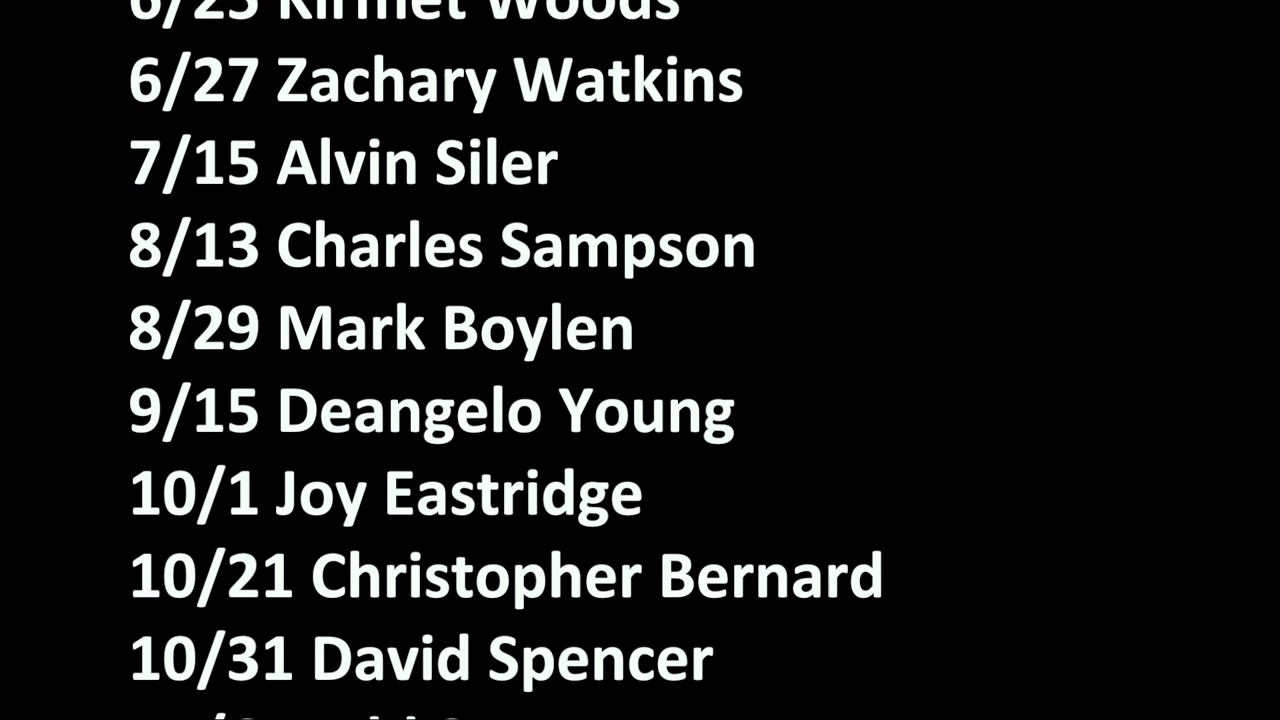 6/27 Zachary Watkins
7/15 Alvin Siler
8/13 Charles Sampson
8/29 Mark Boylen
9/15 Deangelo Young
10/1 Joy Eastridge
10/21 Christopher Bernard
10/31 David Spencer